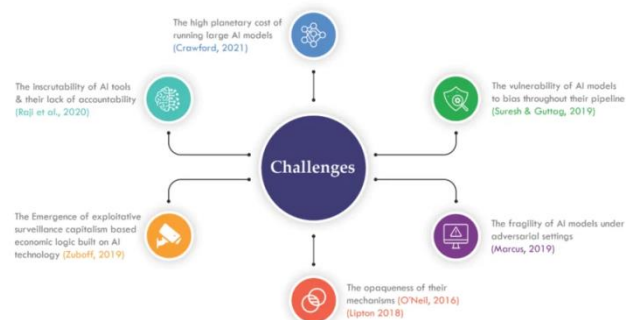 The high planetary cost of
running large AI models
(Crawford, 2021)
The Inscrutability of AI tools
& their lack of accountability
(Raji et al., 2020)
The vulnerability of AI models
to bias throughout their pipeline
(Suresh & Guttag, 2019)
Challenges
The Emergence of exploitative
surveillance capitalism based
economic logic built on AI
technology (Zuboff, 2019)
The fragility of AI models under
adversarial settings
(Marcus, 2019)
The opaqueness of their
mechanisms (O'Neil, 2016)
(Lipton 2018)